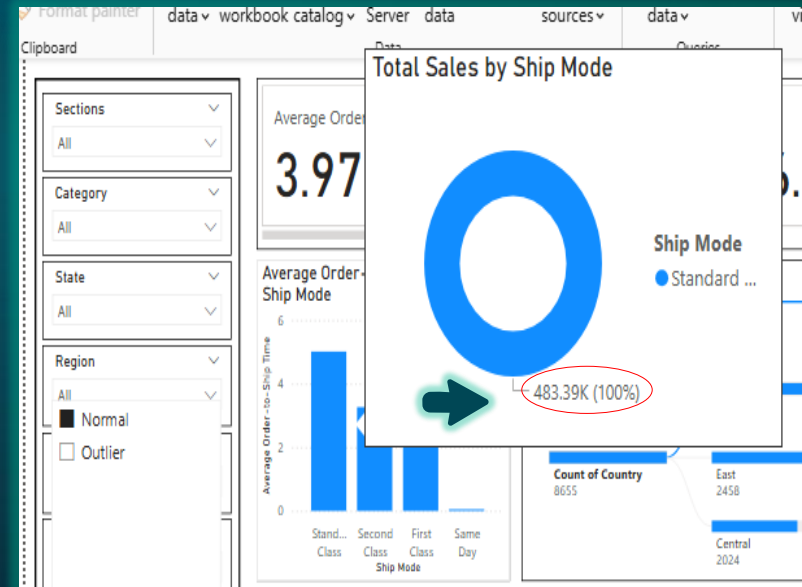 Format painter
data workbook catalog Server data sources data
Clipboard
Data
Queries
Total Sales by Ship Mode
Sections
All
Category
All
State
All
Region
All
Normal
Outlier
Average Order
3.97
Ship Mode
Standard ...
483.39K (100%)
Average Order-
Ship Mode
Average Order-to-Ship Time
6
4
2
0
Stand... Second First Same
Class Class Class Day
Ship Mode
Count of Country
8655
East
2458
Central
2024